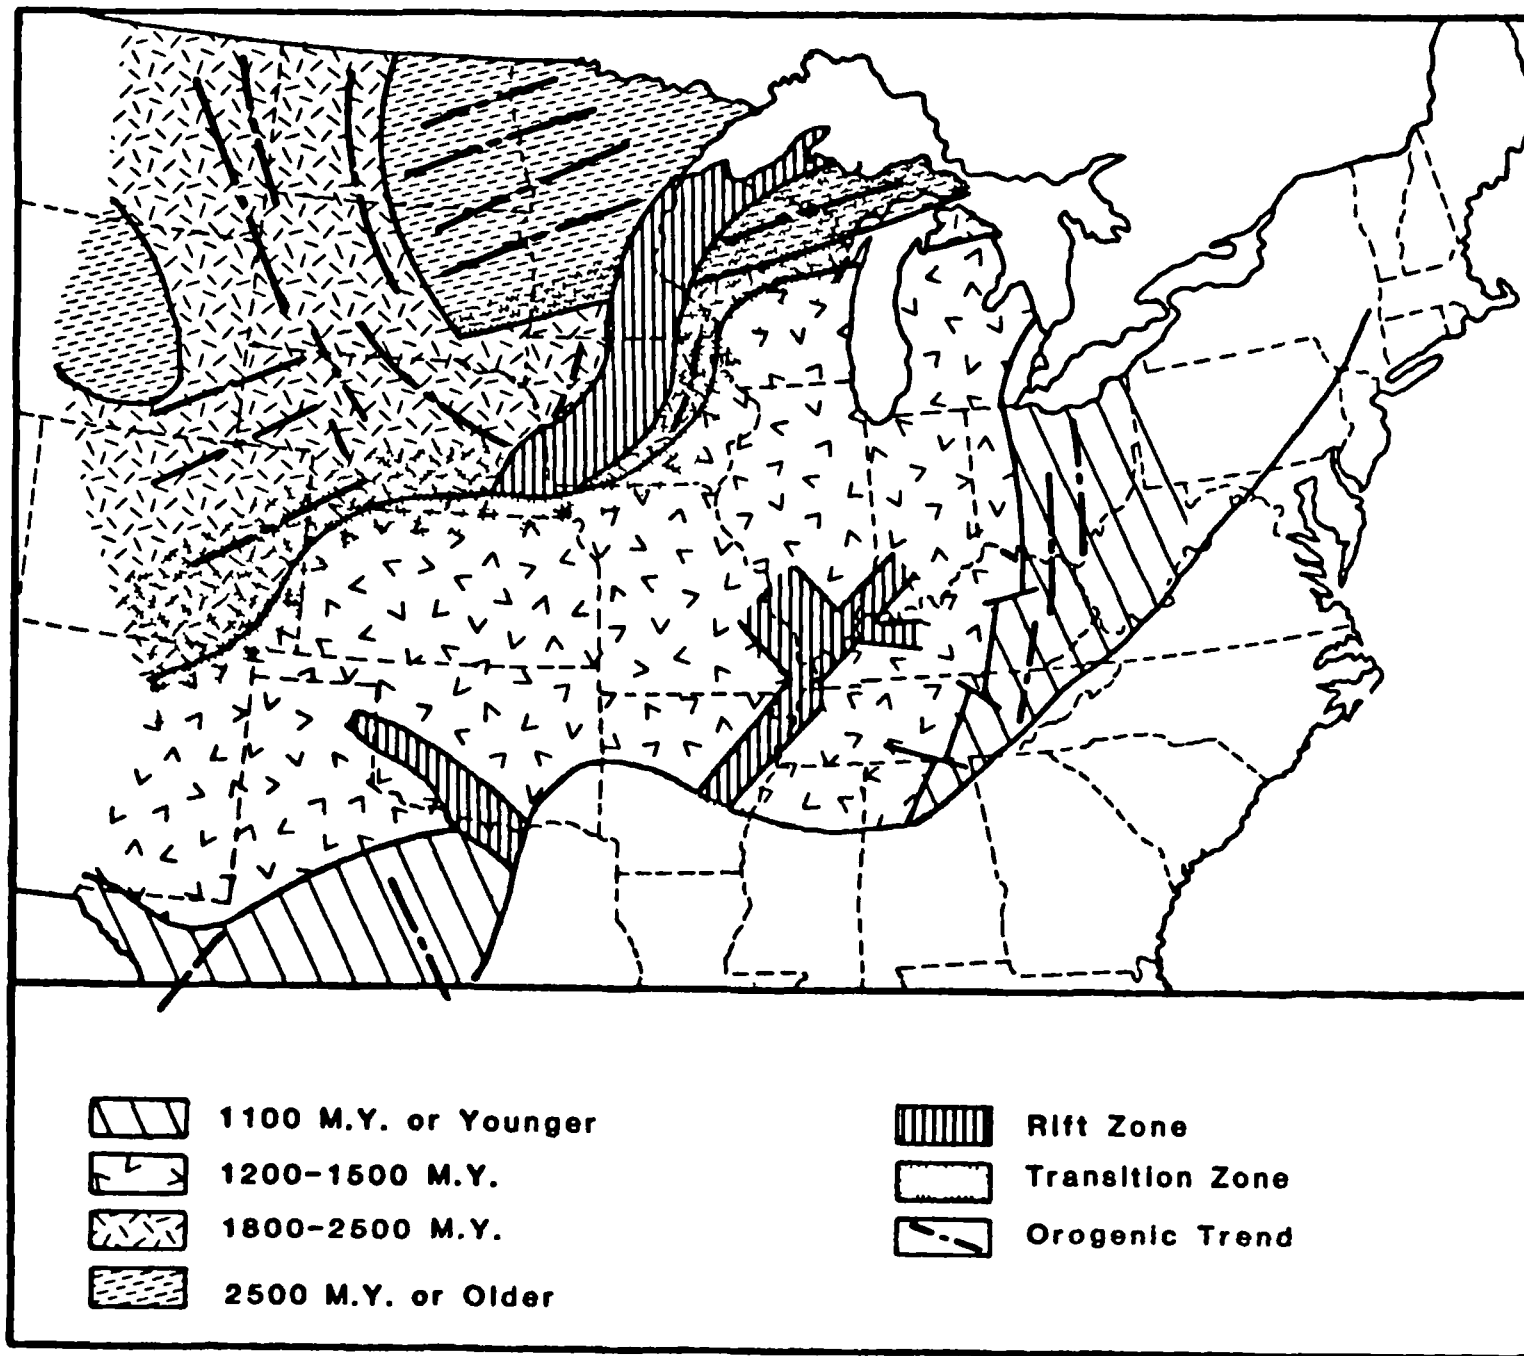 1100 M.Y. or Younger
1200-1500 M.Y.
1800-2500 M.Y.
2500 M.Y. or Older
Rift Zone
Transition Zone
Orogenic Trend